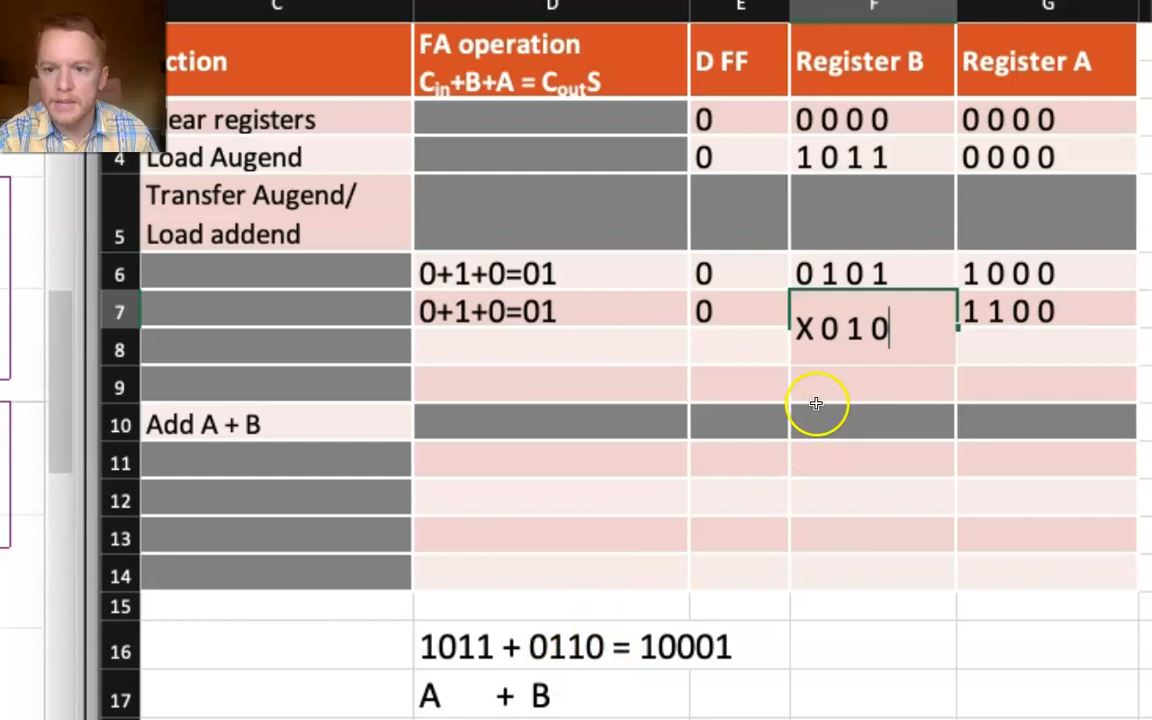 C D E F G
ction FA operation C_in+B+A = C_outS D FF Register B Register A
ear registers 0 0 0 0 0 0 0 0 0
4 Load Augend 0 1 0 1 1 0 0 0 0
5 Transfer Augend/
Load addend
6 0+1+0=01 0 0 1 0 1 1 0 0 0
7 0+1+0=01 0 X 0 1 0 1 1 0 0
8
9
10 Add A + B
11
12
13
14
15
16 1011 + 0110 = 10001
17 A + B